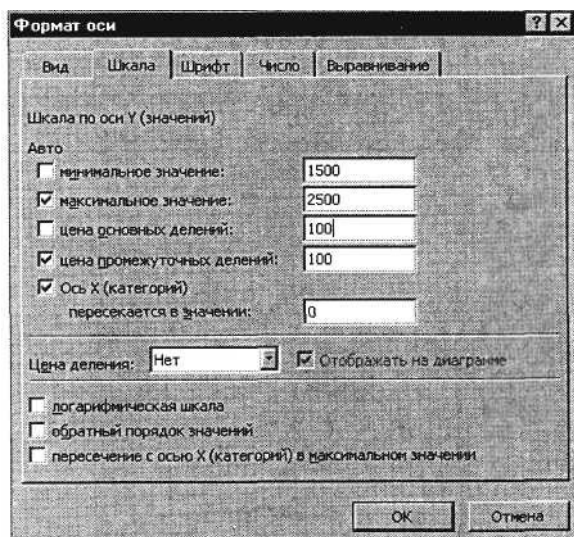 Формат оси
Вид Шкала Шрифт Число Выравнивание
Шкала по оси Y (значений)
Авто
минимальное значение: 1500
максимальное значение: 2500
цена основных делений: 100
цена промежуточных делений: 100
Ось X (категорий)
пересекается в значении: 0
Цена деления: Нет Отображать на диаграмме
логарифмическая шкала
обратный порядок значений
пересечение с осью X (категорий) в максимальном значении
ОК Отмена